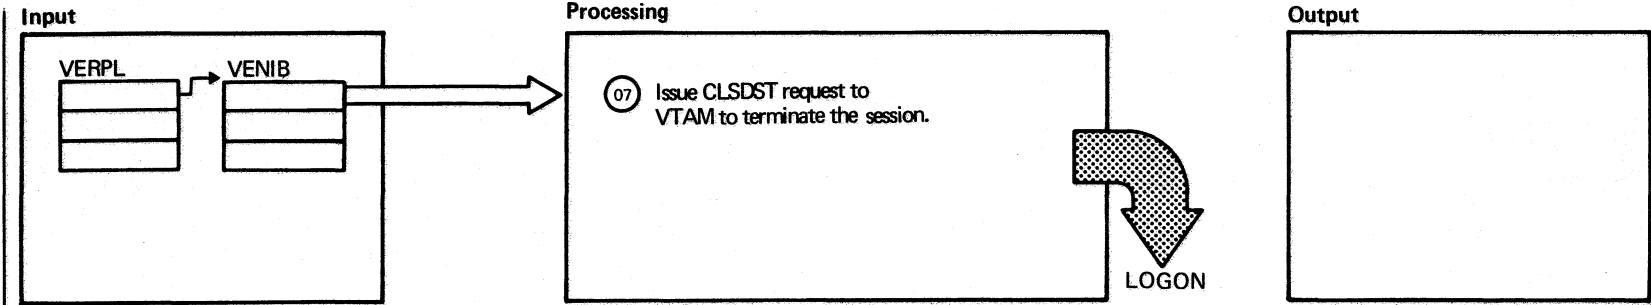 Input
Processing
Output
VERPL
VENIB
07
Issue CLSDST request to
VTAM to terminate the session.
LOGON